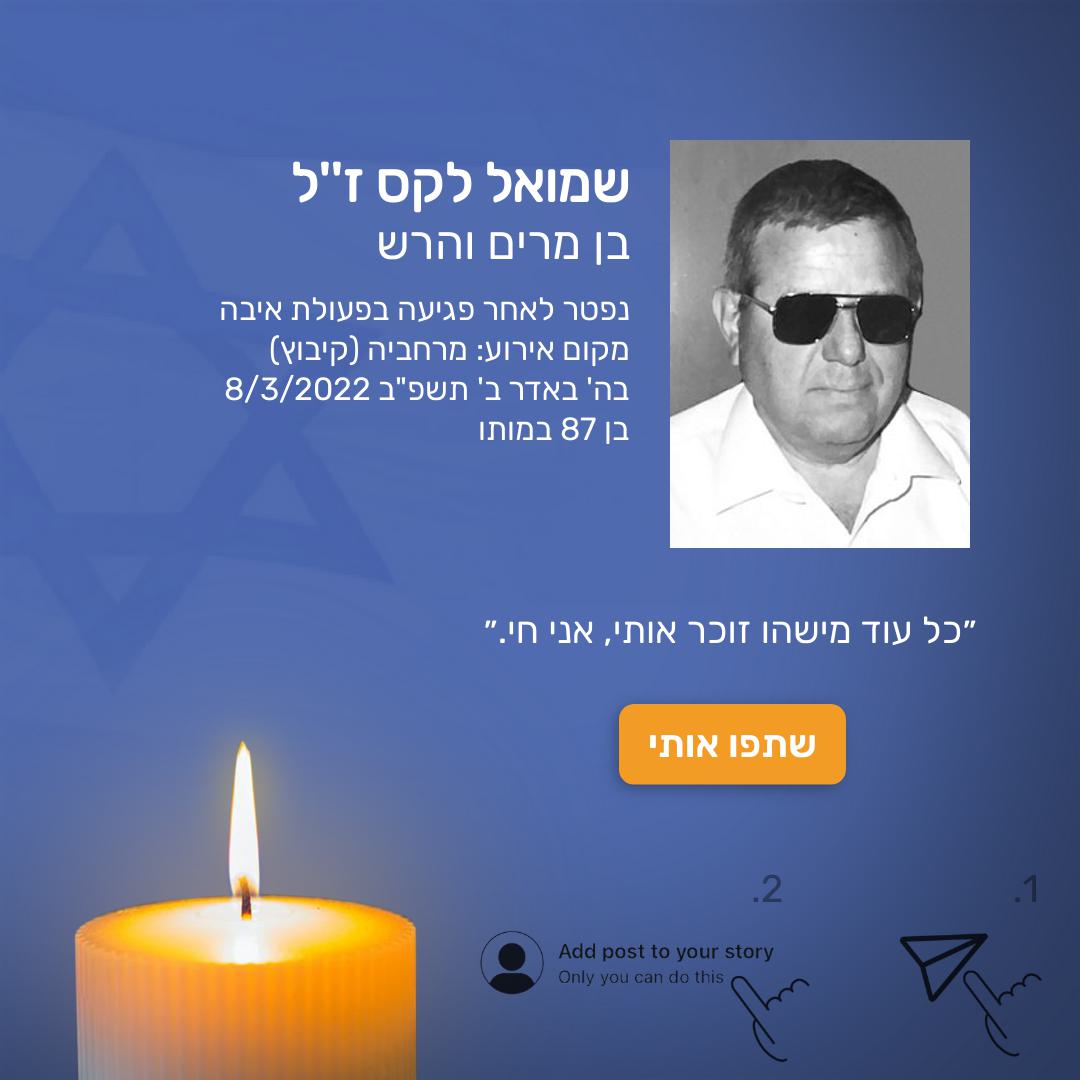 שמואל לקס ז''ל
בן מרים והרש
נפטר לאחר פגיעה בפעולת איבה
מקום אירוע: מרחביה (קיבוץ)
בה' באדר ב' תשפ"ב 8/3/2022
בן 87 במותו
״כל עוד מישהו זוכר אותי, אני חי.״
שתפו אותי
1.
2.
Add post to your story
Only you can do this